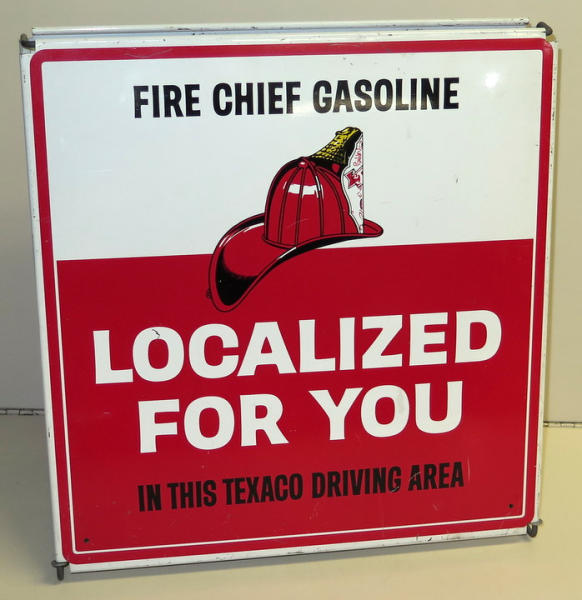 FIRE CHIEF GASOLINE
LOCALIZED
FOR YOU
IN THIS TEXACO DRIVING AREA